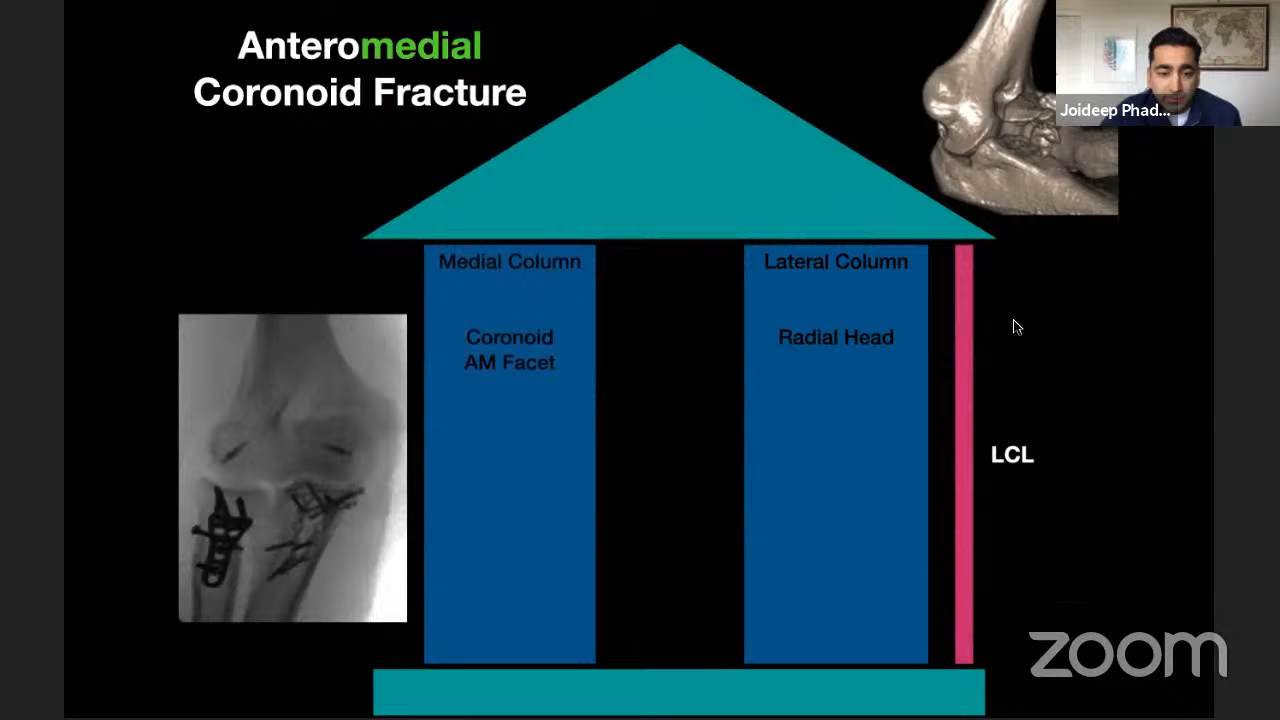 Anteromedial
Coronoid Fracture
Joideep Phad...
Medial Column
Lateral Column
Coronoid
AM Facet
Radial Head
LCL
zoom